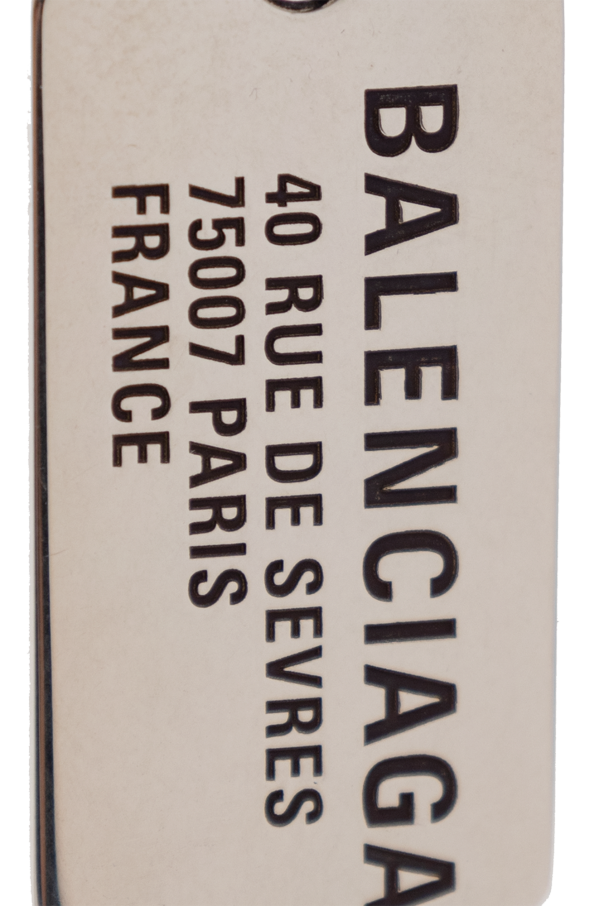 BALENCIAGA
40 RUE DE SEVRES
75007 PARIS
FRANCE